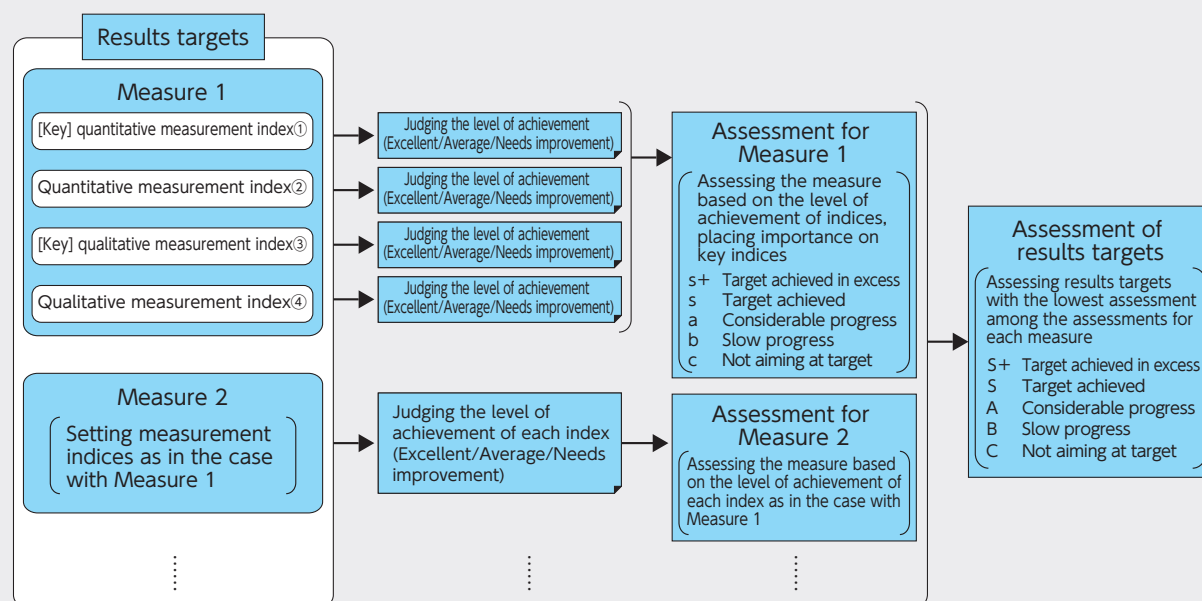 Results targets
Measure 1
[Key] quantitative measurement index①
Quantitative measurement index②
[Key] qualitative measurement index③
Qualitative measurement index④
Judging the level of achievement
(Excellent/Average/Needs improvement)
Judging the level of achievement
(Excellent/Average/Needs improvement)
Judging the level of achievement
(Excellent/Average/Needs improvement)
Judging the level of achievement
(Excellent/Average/Needs improvement)
Assessment for
Measure 1
Assessing the measure
based on the level of
achievement of indices,
placing importance on
key indices
s+ Target achieved in excess
s Target achieved
a Considerable progress
b Slow progress
c Not aiming at target
Measure 2
Setting measurement
indices as in the case
with Measure 1
Judging the level of
achievement of each index
(Excellent/Average/Needs
improvement)
Assessment for
Measure 2
Assessing the measure based
on the level of achievement of
each index as in the case with
Measure 1
Assessment of
results targets
Assessing results targets
with the lowest assessment
among the assessments for
each measure
S+ Target achieved in excess
S Target achieved
A Considerable progress
B Slow progress
C Not aiming at target